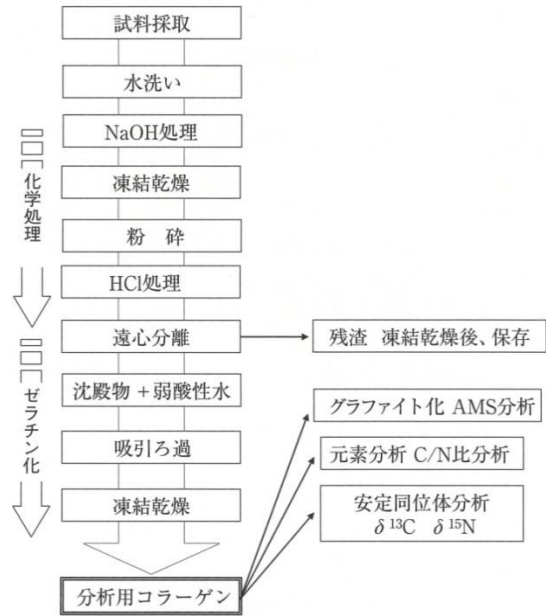 試料採取
水洗い
NaOH処理
凍結乾燥
粉 砕
HCl処理
遠心分離
沈殿物 +弱酸性水
吸引ろ過
凍結乾燥
分析用コラーゲン
化学処理
ゼラチン化
残渣 凍結乾燥後、保存
グラファイト化 AMS分析
元素分析 C/N比分析
安定同位体分析
δ ¹³C δ ¹⁵N